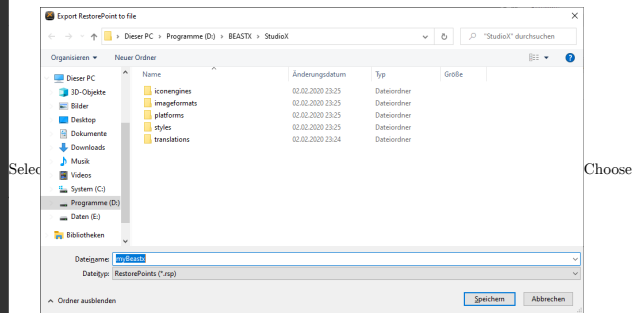 Export RestorePoint to file
Dieser PC > Programme (D:) > BEASTX > StudioX
"StudioX" durchsuchen
Organisieren Neuer Ordner
Name Änderungsdatum Typ Größe
Dieser PC
3D-Objekte
Bilder
Desktop
Dokumente
Downloads
Musik
Videos
System (C:)
Programme (D:)
Daten (E:)
Bibliotheken
iconengines 02.02.2020 23:25 Dateiordner
imageformats 02.02.2020 23:25 Dateiordner
platforms 02.02.2020 23:25 Dateiordner
styles 02.02.2020 23:25 Dateiordner
translations 02.02.2020 23:24 Dateiordner
Selec
Choose
Dateiname: myBeastx
Dateityp: RestorePoints (*.rsp)
Ordner ausblenden
Speichern Abbrechen